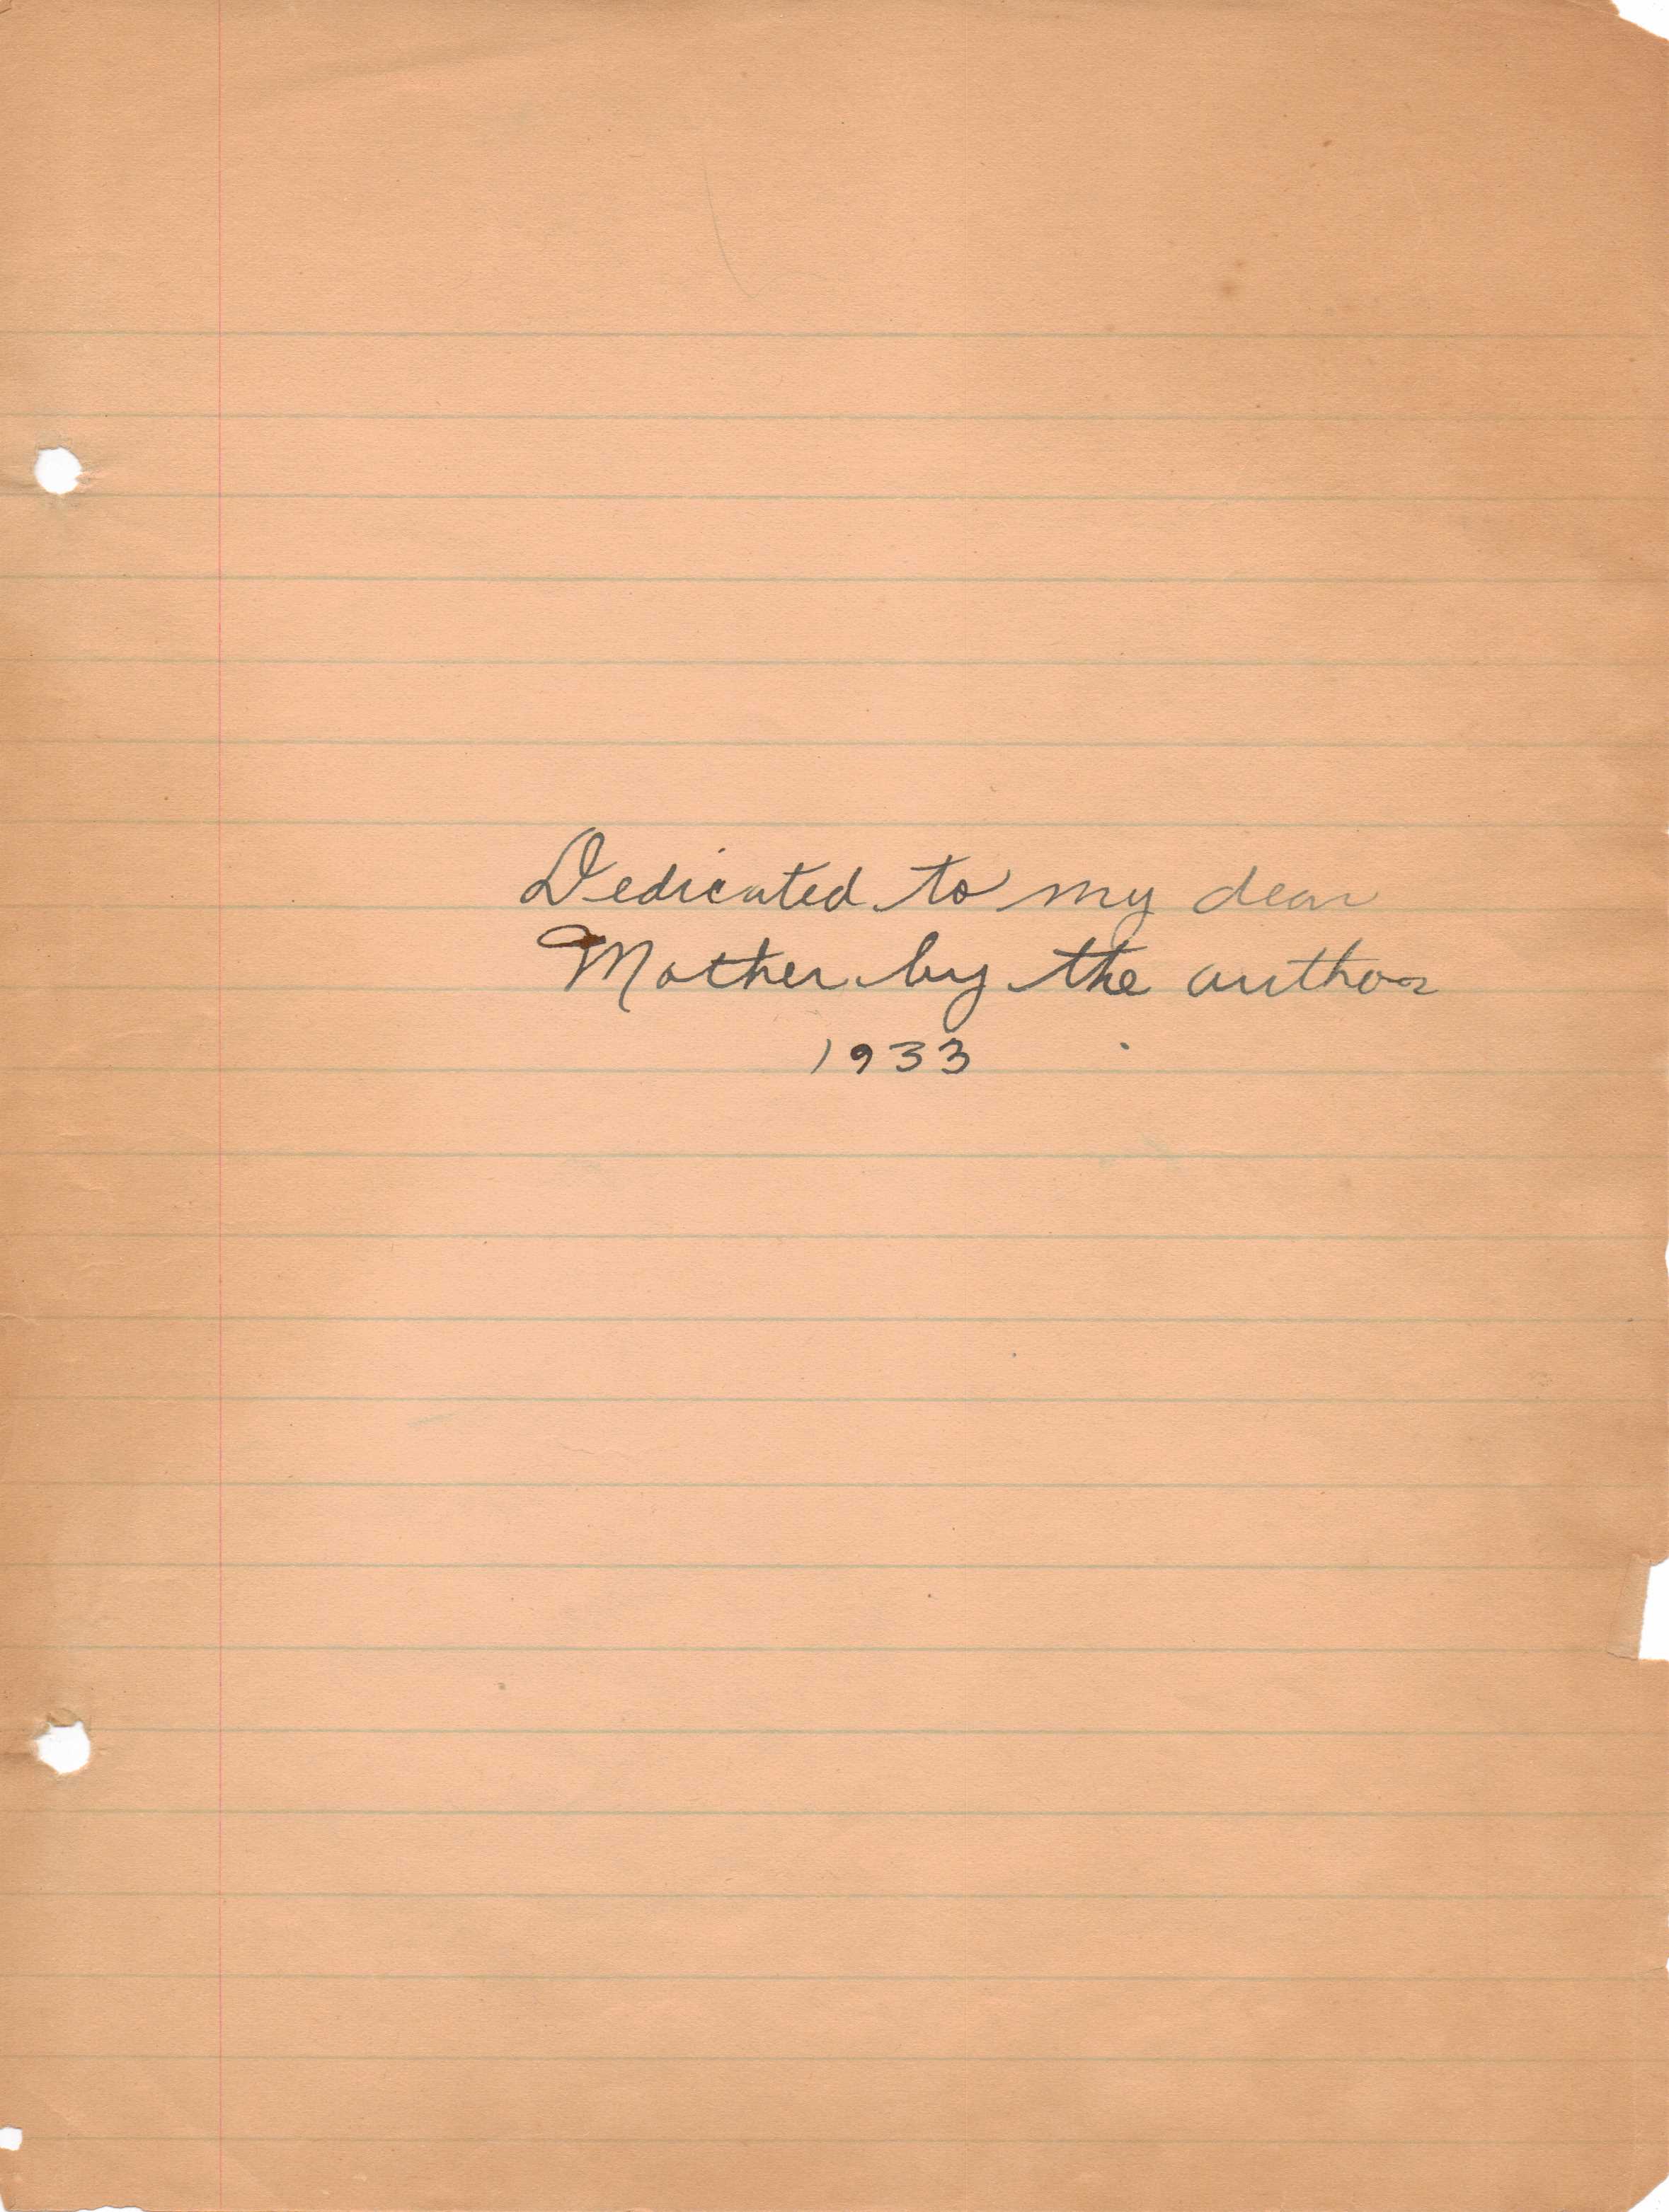 Dedicated to my dear
Mother by the author
1933